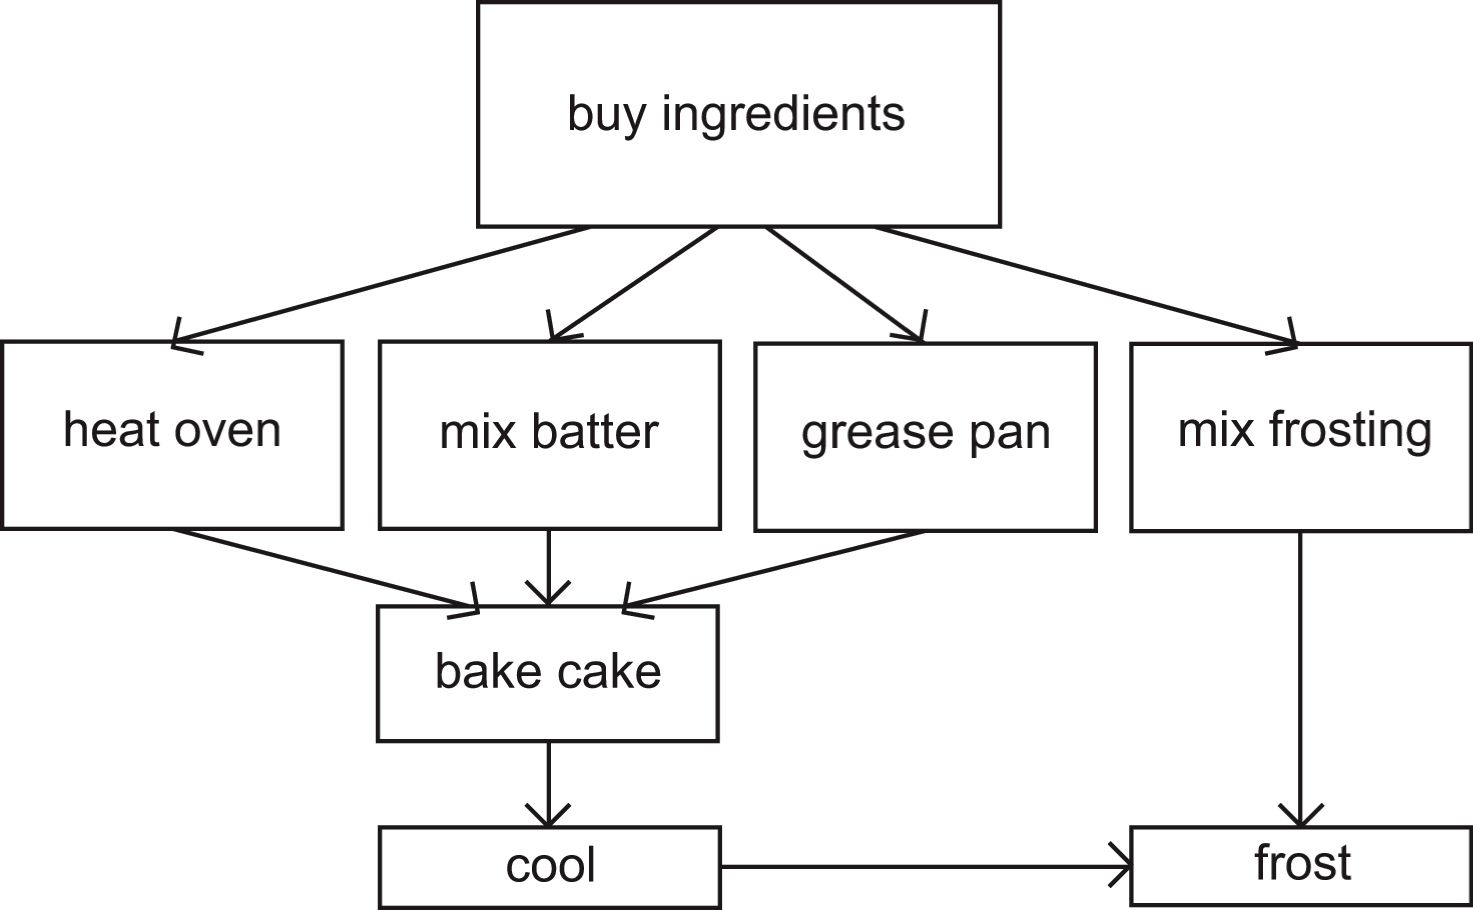 buy ingredients
heat oven
mix batter
grease pan
mix frosting
bake cake
cool
frost